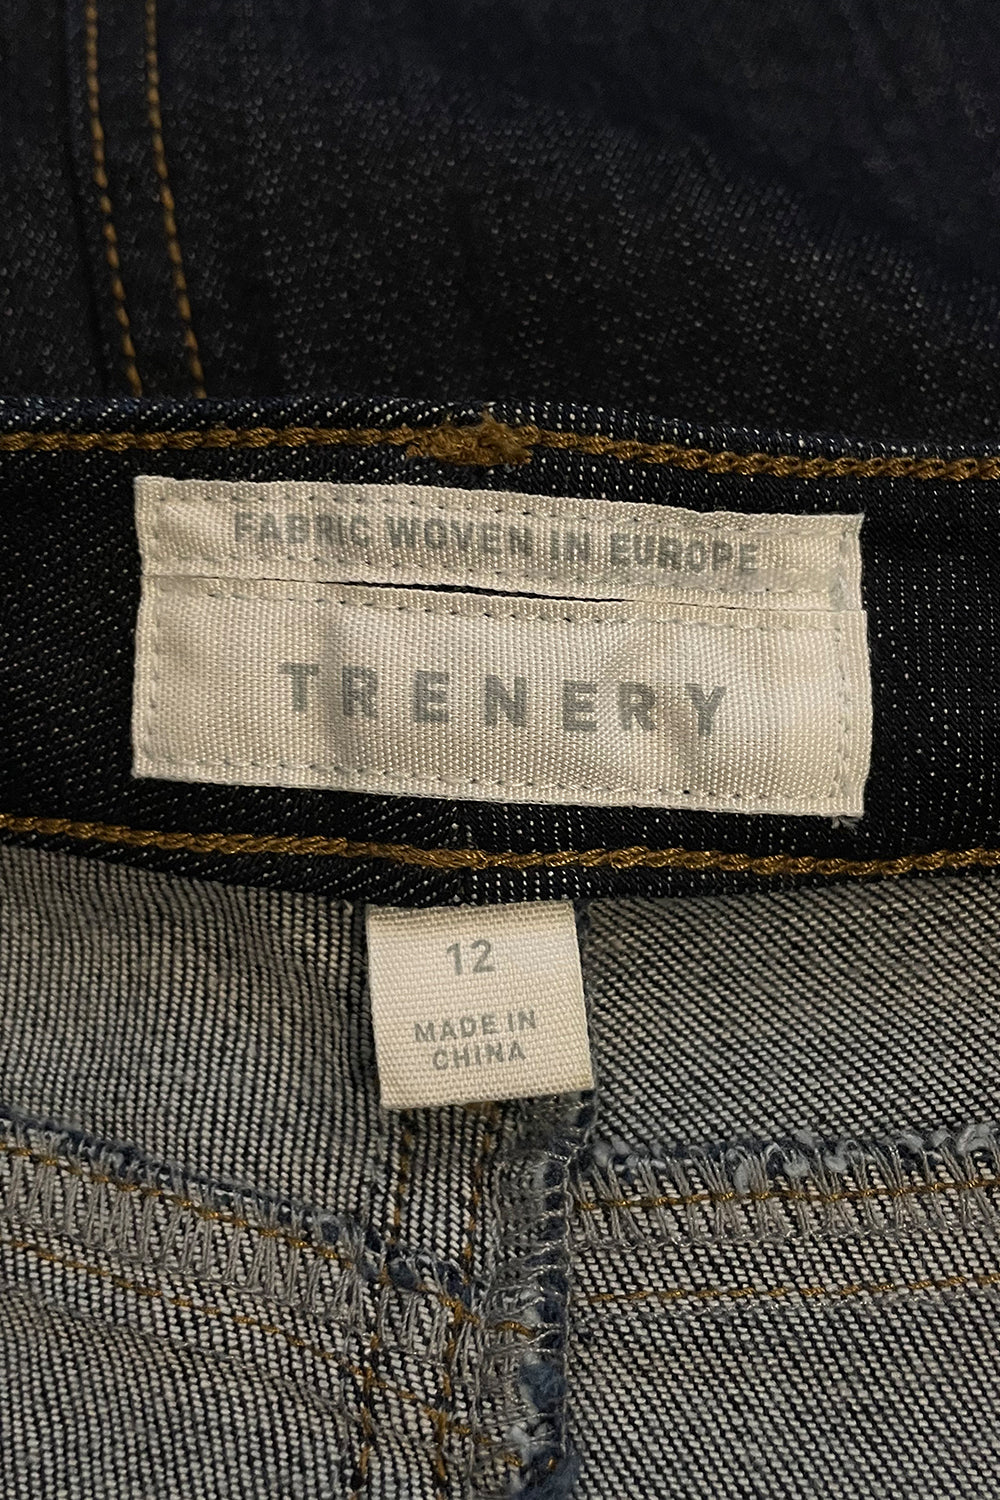 FABRIC WOVEN IN EUROPE
TRENERY
12
MADE IN
CHINA